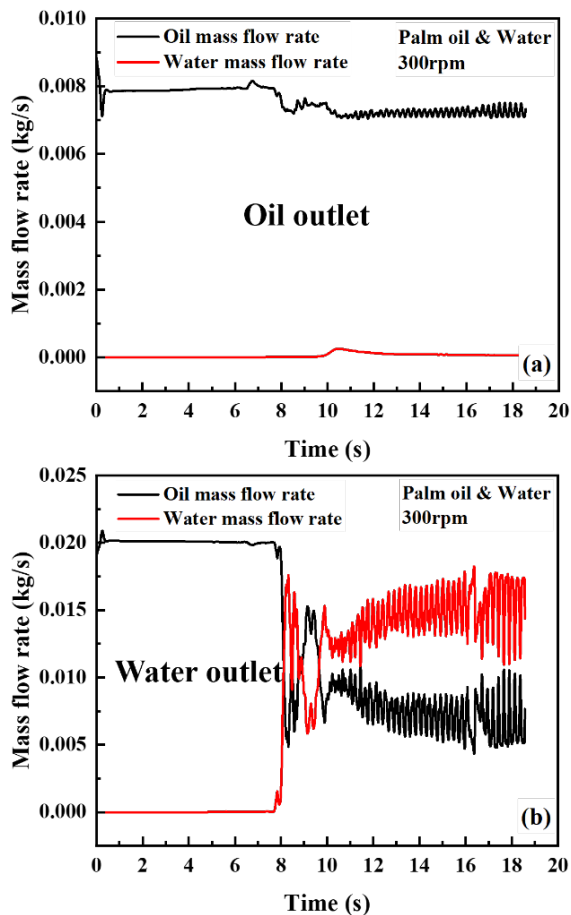 Oil mass flow rate
Water mass flow rate
Palm oil & Water
300rpm
0.010
0.008
0.006
0.004
0.002
0.000
Mass flow rate (kg/s)
Oil outlet
(a)
0 2 4 6 8 10 12 14 16 18 20
Time (s)
Oil mass flow rate
Water mass flow rate
Palm oil & Water
300rpm
0.025
0.020
0.015
0.010
0.005
0.000
Mass flow rate (kg/s)
Water outlet
(b)
0 2 4 6 8 10 12 14 16 18 20
Time (s)